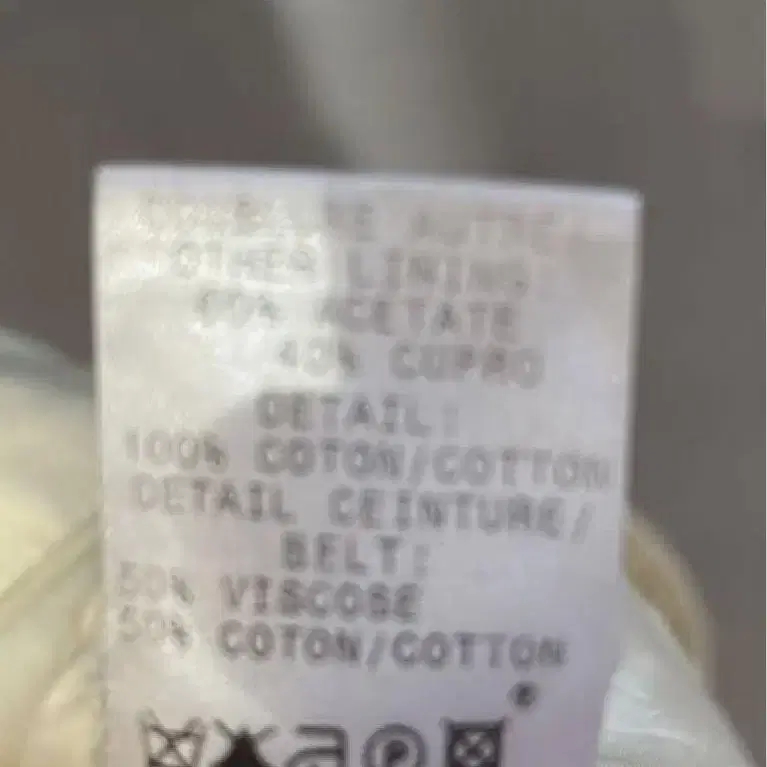 DOUBLURE AUTRE
OTHER LINING
60% ACETATE
40% CUPRO
DETAIL:
100% COTON/COTTON
DETAIL CEINTURE/
BELT:
50% VISCOSE
50% COTON/COTTON
P